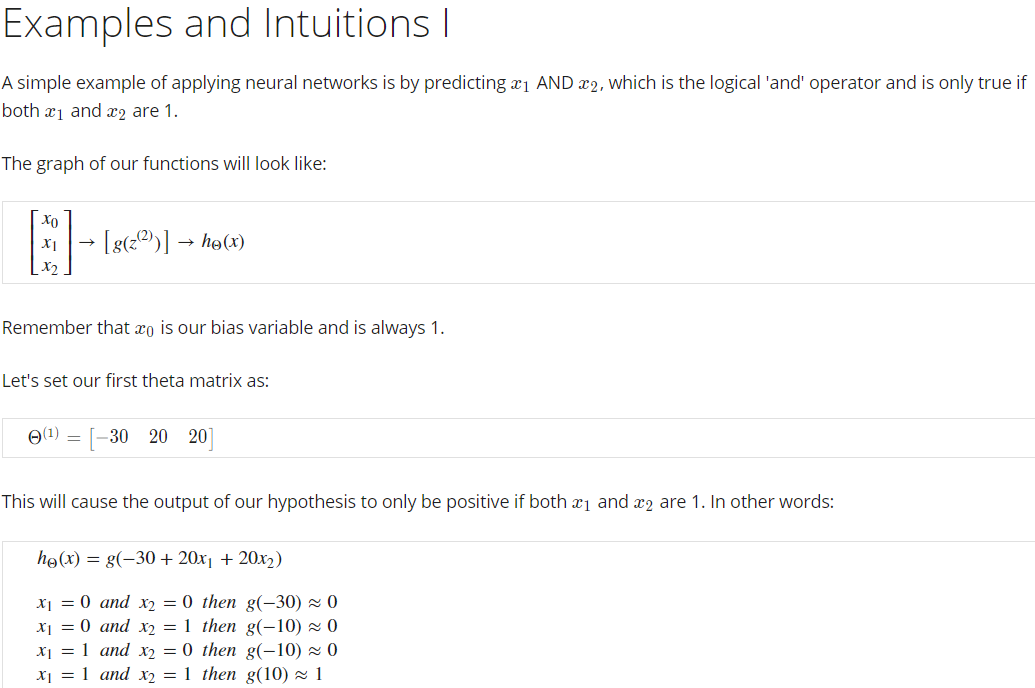 Examples and Intuitions I
A simple example of applying neural networks is by predicting x₁ AND x₂, which is the logical 'and' operator and is only true if
both x₁ and x₂ are 1.
The graph of our functions will look like:
[x₀ x₁ x₂] → [g(z⁽²⁾)] → hΘ(x)
Remember that x₀ is our bias variable and is always 1.
Let's set our first theta matrix as:
Θ⁽¹⁾ = [−30 20 20]
This will cause the output of our hypothesis to only be positive if both x₁ and x₂ are 1. In other words:
hΘ(x) = g(−30 + 20x₁ + 20x₂)
x₁ = 0 and x₂ = 0 then g(−30) ≈ 0
x₁ = 0 and x₂ = 1 then g(−10) ≈ 0
x₁ = 1 and x₂ = 0 then g(−10) ≈ 0
x₁ = 1 and x₂ = 1 then g(10) ≈ 1